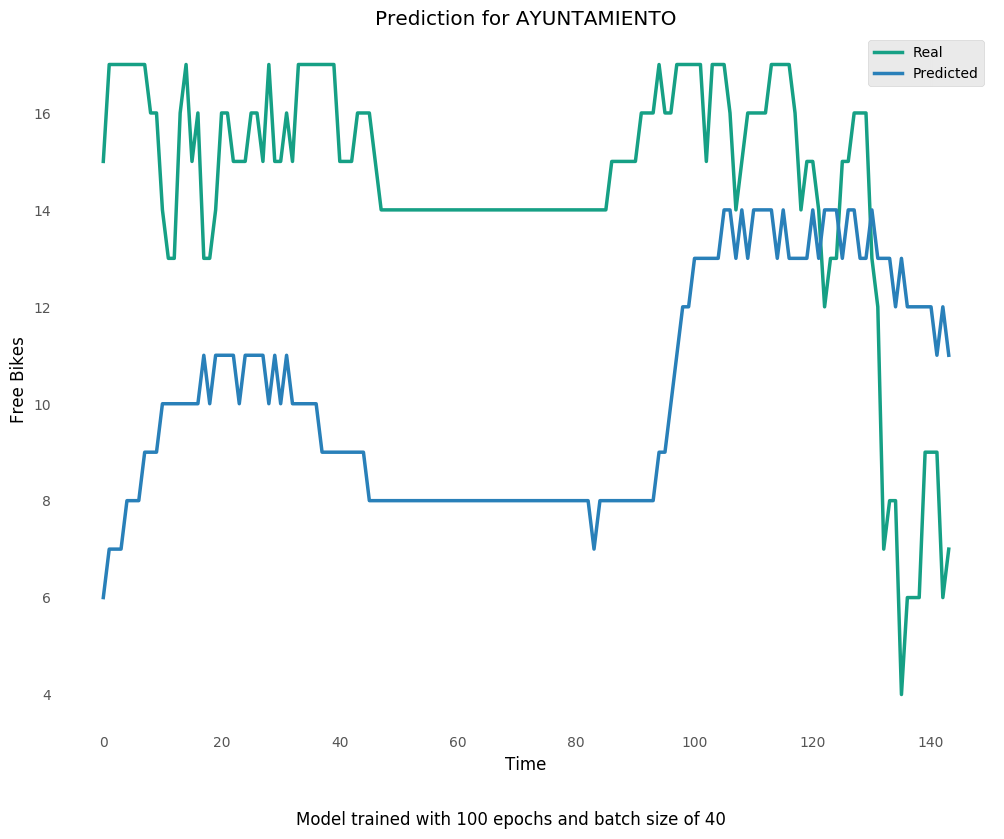 Prediction for AYUNTAMIENTO
Real
Predicted
16
14
12
10
8
6
4
Free Bikes
0 20 40 60 80 100 120 140
Time
Model trained with 100 epochs and batch size of 40